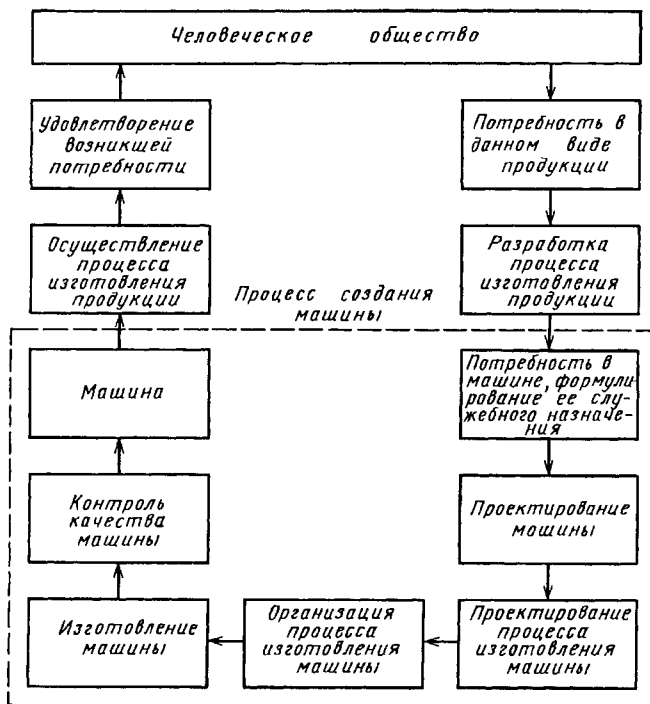 Человеческое общество
Удовлетворение
возникшей
потребности
Потребность в
данном виде
продукции
Осуществление
процесса
изготовления
продукции
Разработка
процесса
изготовления
продукции
Процесс создания
машины
Машина
Потребность в
машине, формули-
рование ее слу-
жебного назначе-
ния
Контроль
качества
машины
Проектирование
машины
Изготовление
машины
Организация
процесса
изготовления
машины
Проектирование
процесса
изготовления
машины